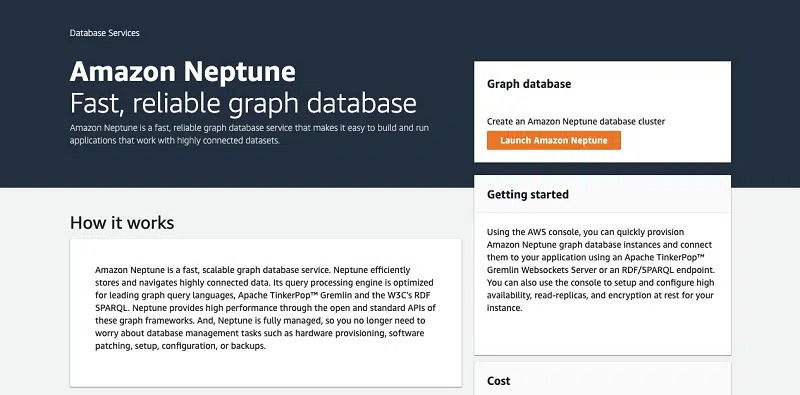 Database Services
Amazon Neptune
Fast, reliable graph database
Amazon Neptune is a fast, reliable graph database service that makes it easy to build and run
applications that work with highly connected datasets.
Graph database
Create an Amazon Neptune database cluster
Launch Amazon Neptune
How it works
Amazon Neptune is a fast, scalable graph database service. Neptune efficiently
stores and navigates highly connected data. Its query processing engine is optimized
for leading graph query languages, Apache TinkerPop™ Gremlin and the W3C's RDF
SPARQL. Neptune provides high performance through the open and standard APIs of
these graph frameworks. And, Neptune is fully managed, so you no longer need to
worry about database management tasks such as hardware provisioning, software
patching, setup, configuration, or backups.
Getting started
Using the AWS console, you can quickly provision
Amazon Neptune graph database instances and connect
them to your application using an Apache TinkerPop™
Gremlin Websockets Server or an RDF/SPARQL endpoint.
You can also use the console to setup and configure high
availability, read-replicas, and encryption at rest for your
instance.
Cost